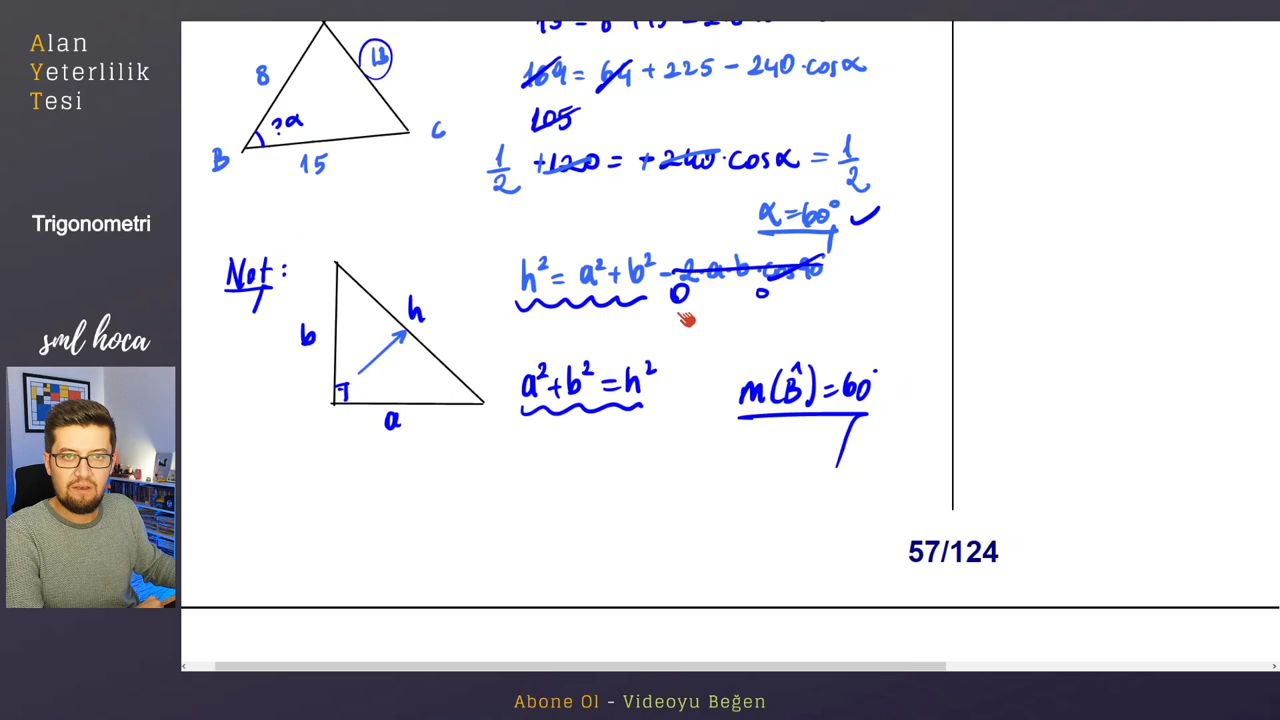 Alan
Yeterlilik
Tesi
Trigonometri
sml hoca
8
13
?α
B
15
C
169 = 64 + 225 - 240·cosα
105
1/2 +120 = +240·cosα = 1/2
α = 60°
Not:
b
h
a
h² = a² + b² - 2·a·b·cos90
0 0
a² + b² = h²
m(B̂) = 60°
57/124
Abone Ol - Videoyu Beğen